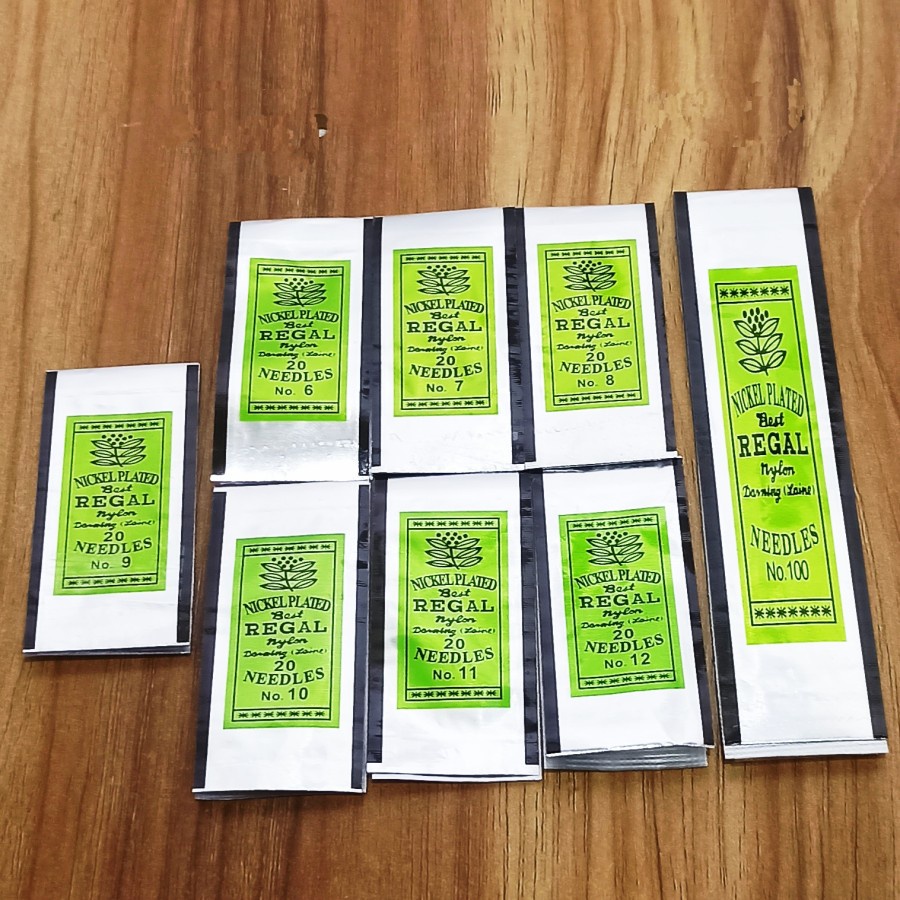 NICKEL PLATED
Best
REGAL
Nylon
Darning (Laine)
20
NEEDLES
No. 6
NICKEL PLATED
Best
REGAL
Nylon
Darning (Laine)
20
NEEDLES
No. 7
NICKEL PLATED
Best
REGAL
Nylon
Darning (Laine)
20
NEEDLES
No. 8
NICKEL PLATED
Best
REGAL
Nylon
Darning (Laine)
NEEDLES
No.100
NICKEL PLATED
Best
REGAL
Nylon
Darning (Laine)
20
NEEDLES
No. 9
NICKEL PLATED
Best
REGAL
Nylon
Darning (Laine)
20
NEEDLES
No. 10
NICKEL PLATED
Best
REGAL
Nylon
Darning (Laine)
20
NEEDLES
No. 11
NICKEL PLATED
Best
REGAL
Nylon
Darning (Laine)
20
NEEDLES
No. 12